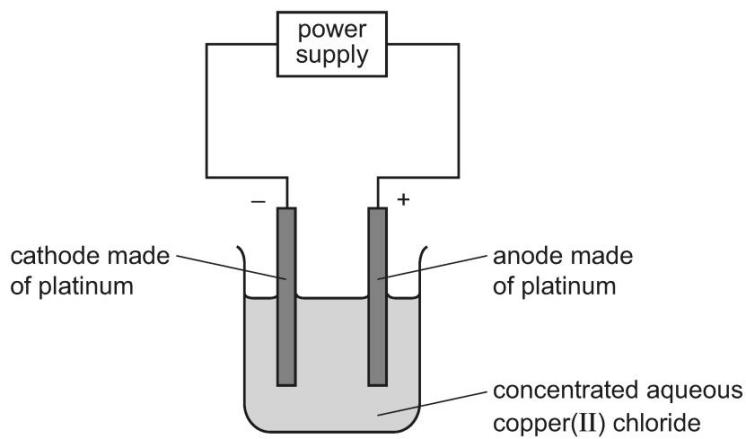 power
supply
–
+
cathode made
of platinum
anode made
of platinum
concentrated aqueous
copper(II) chloride